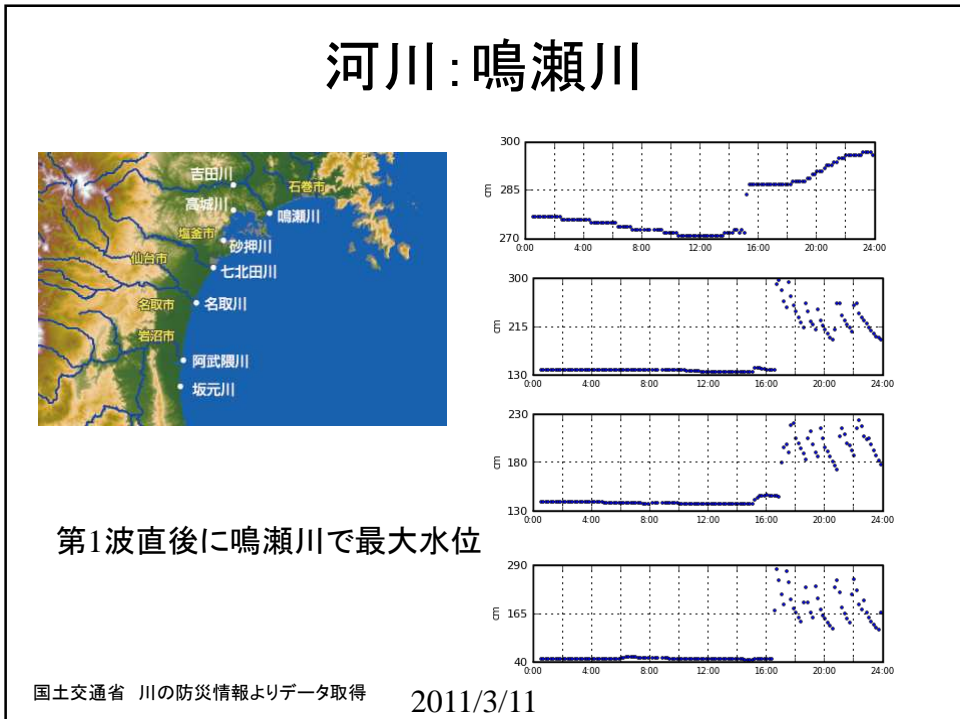 河川：鳴瀬川
吉田川
石巻市
高城川
鳴瀬川
塩釜市
砂押川
仙台市
七北田川
名取市
名取川
岩沼市
阿武隈川
坂元川
300
285
270
cm
0:00 4:00 8:00 12:00 16:00 20:00 24:00
300
215
130
cm
0:00 4:00 8:00 12:00 16:00 20:00 24:00
230
180
130
cm
0:00 4:00 8:00 12:00 16:00 20:00 24:00
290
165
40
cm
0:00 4:00 8:00 12:00 16:00 20:00 24:00
第1波直後に鳴瀬川で最大水位
国土交通省 川の防災情報よりデータ取得
2011/3/11